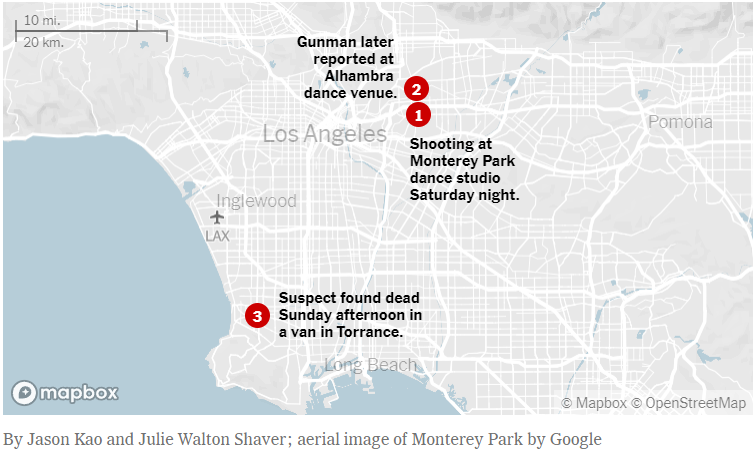 10 mi.
20 km.
Gunman later
reported at
Alhambra
dance venue.
2
1
Los Angeles
Pomona
Shooting at
Monterey Park
dance studio
Saturday night.
Inglewood
LAX
3
Suspect found dead
Sunday afternoon in
a van in Torrance.
Long Beach
mapbox
© Mapbox © OpenStreetMap
By Jason Kao and Julie Walton Shaver; aerial image of Monterey Park by Google